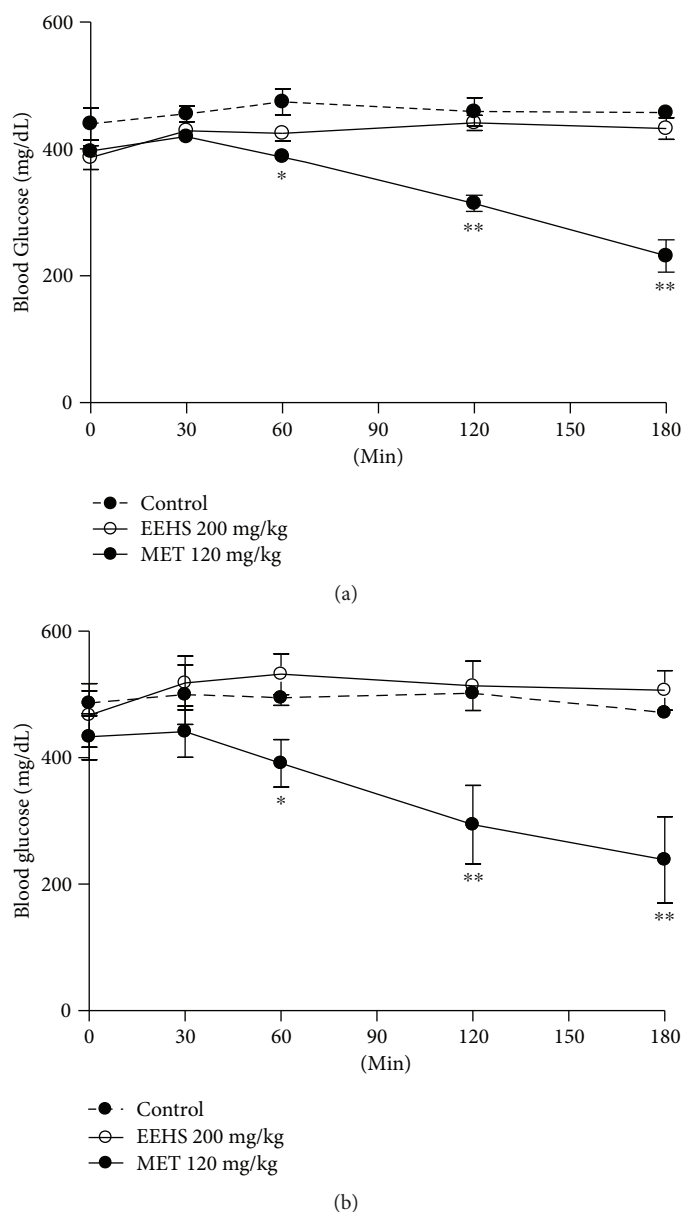 600
400
200
0
Blood Glucose (mg/dL)
*
**
**
0 30 60 90 120 150 180
(Min)
Control
EEHS 200 mg/kg
MET 120 mg/kg
(a)
600
400
200
0
Blood glucose (mg/dL)
*
**
**
0 30 60 90 120 150 180
(Min)
Control
EEHS 200 mg/kg
MET 120 mg/kg
(b)